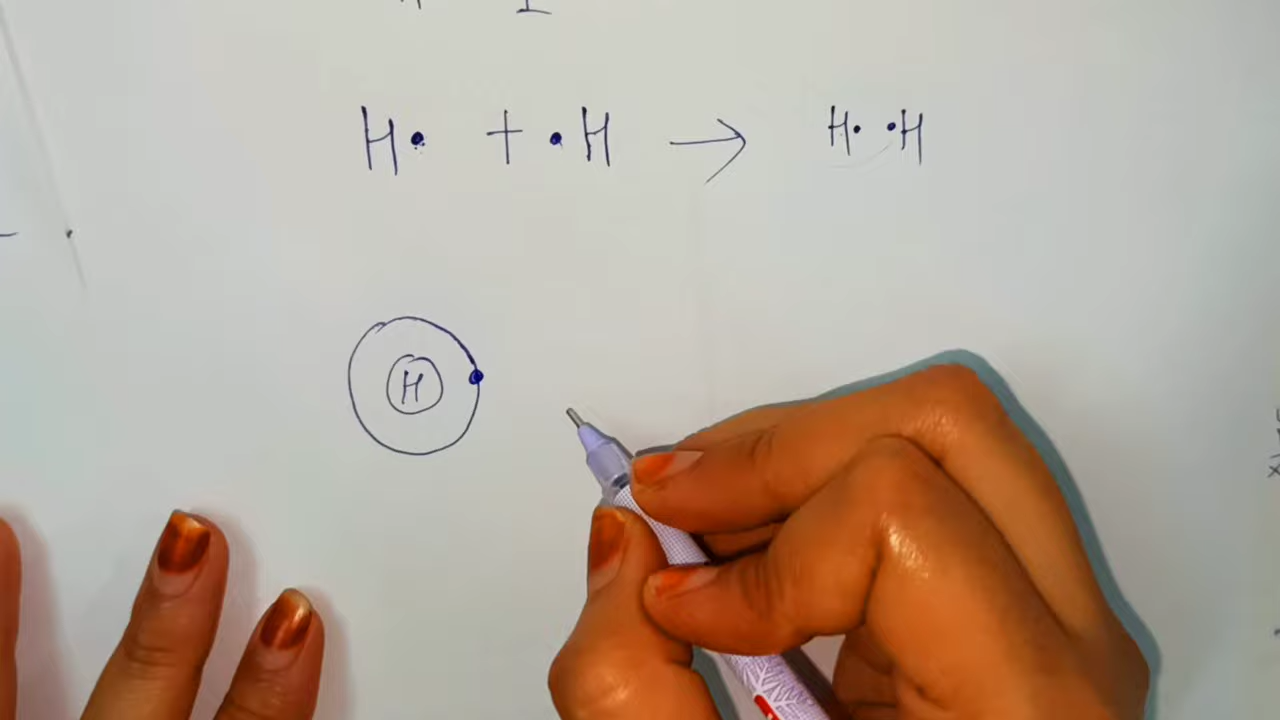 H• + •H → H• •H
H